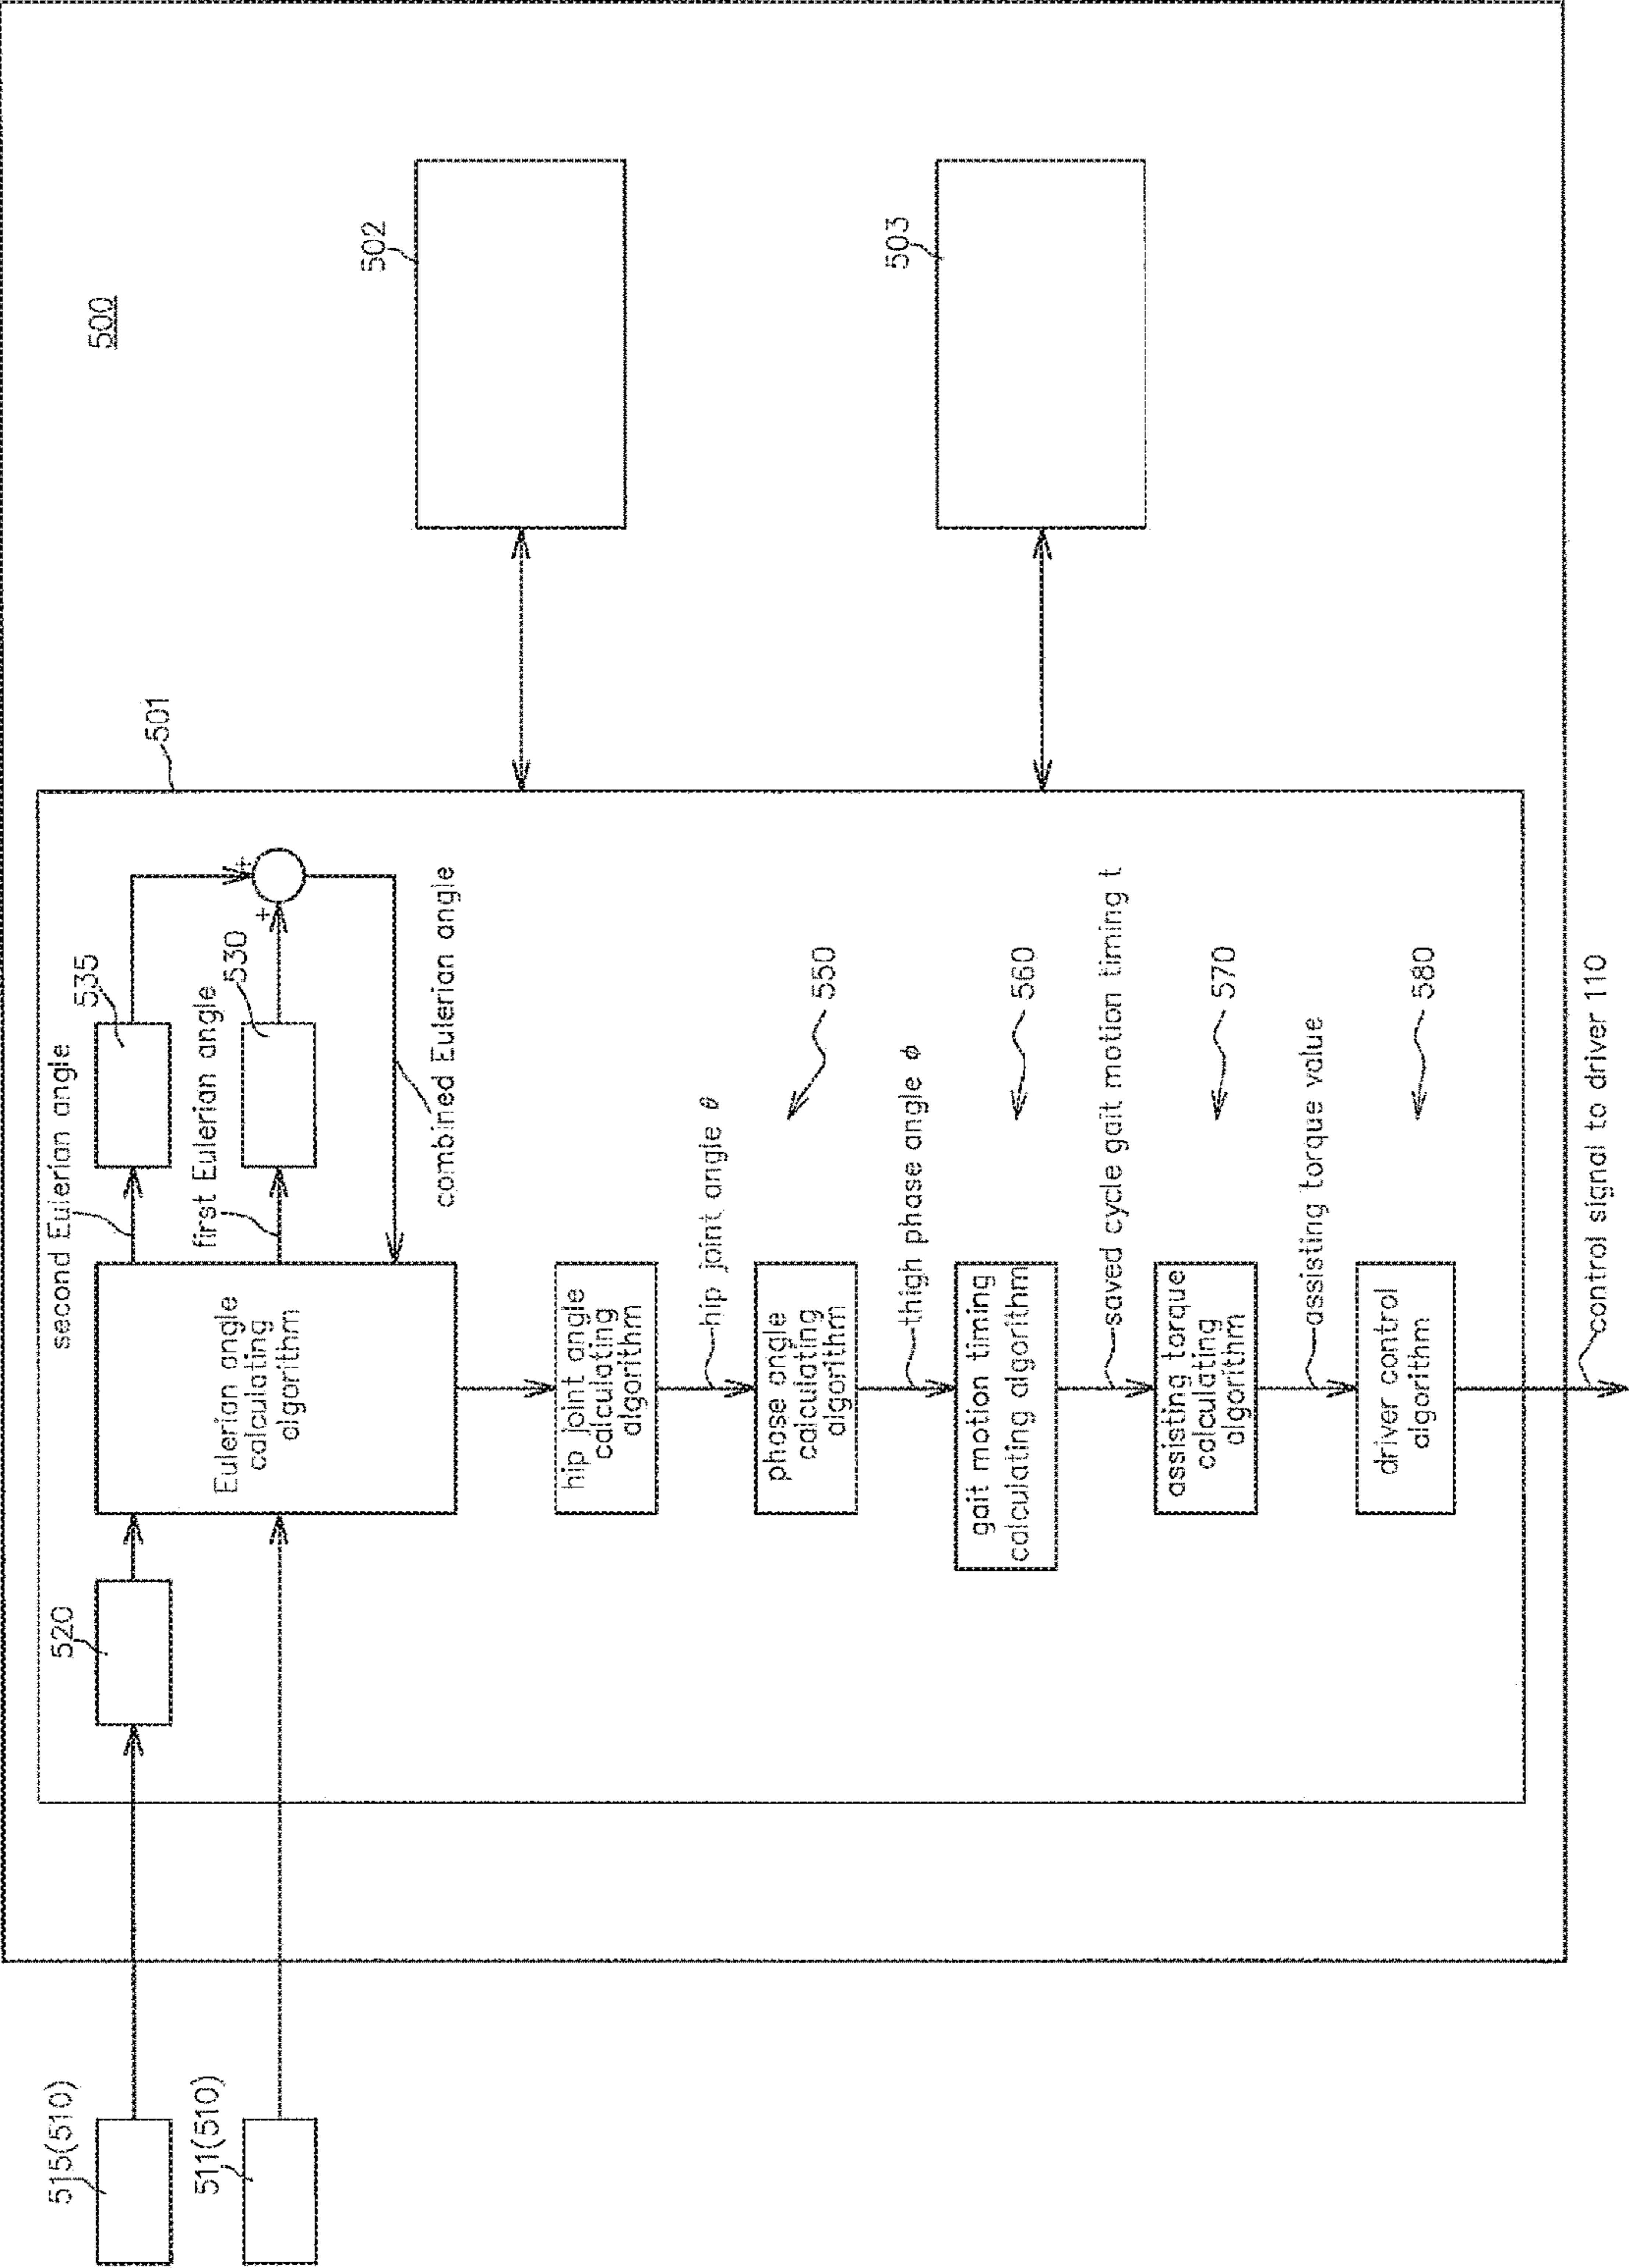 500
515(510)
511(510)
520
second Eulerian angle
535
first Eulerian angle
530
+
+
501
502
503
Eulerian angle
calculating
algorithm
combined Eulerian angle
hip joint angle
calculating
algorithm
hip joint angle θ
phase angle
calculating
algorithm
550
thigh phase angle ϕ
gait motion timing
calculating algorithm
560
saved cycle gait motion timing t
assisting torque
calculating
algorithm
570
assisting torque value
driver control
algorithm
580
control signal to driver 110